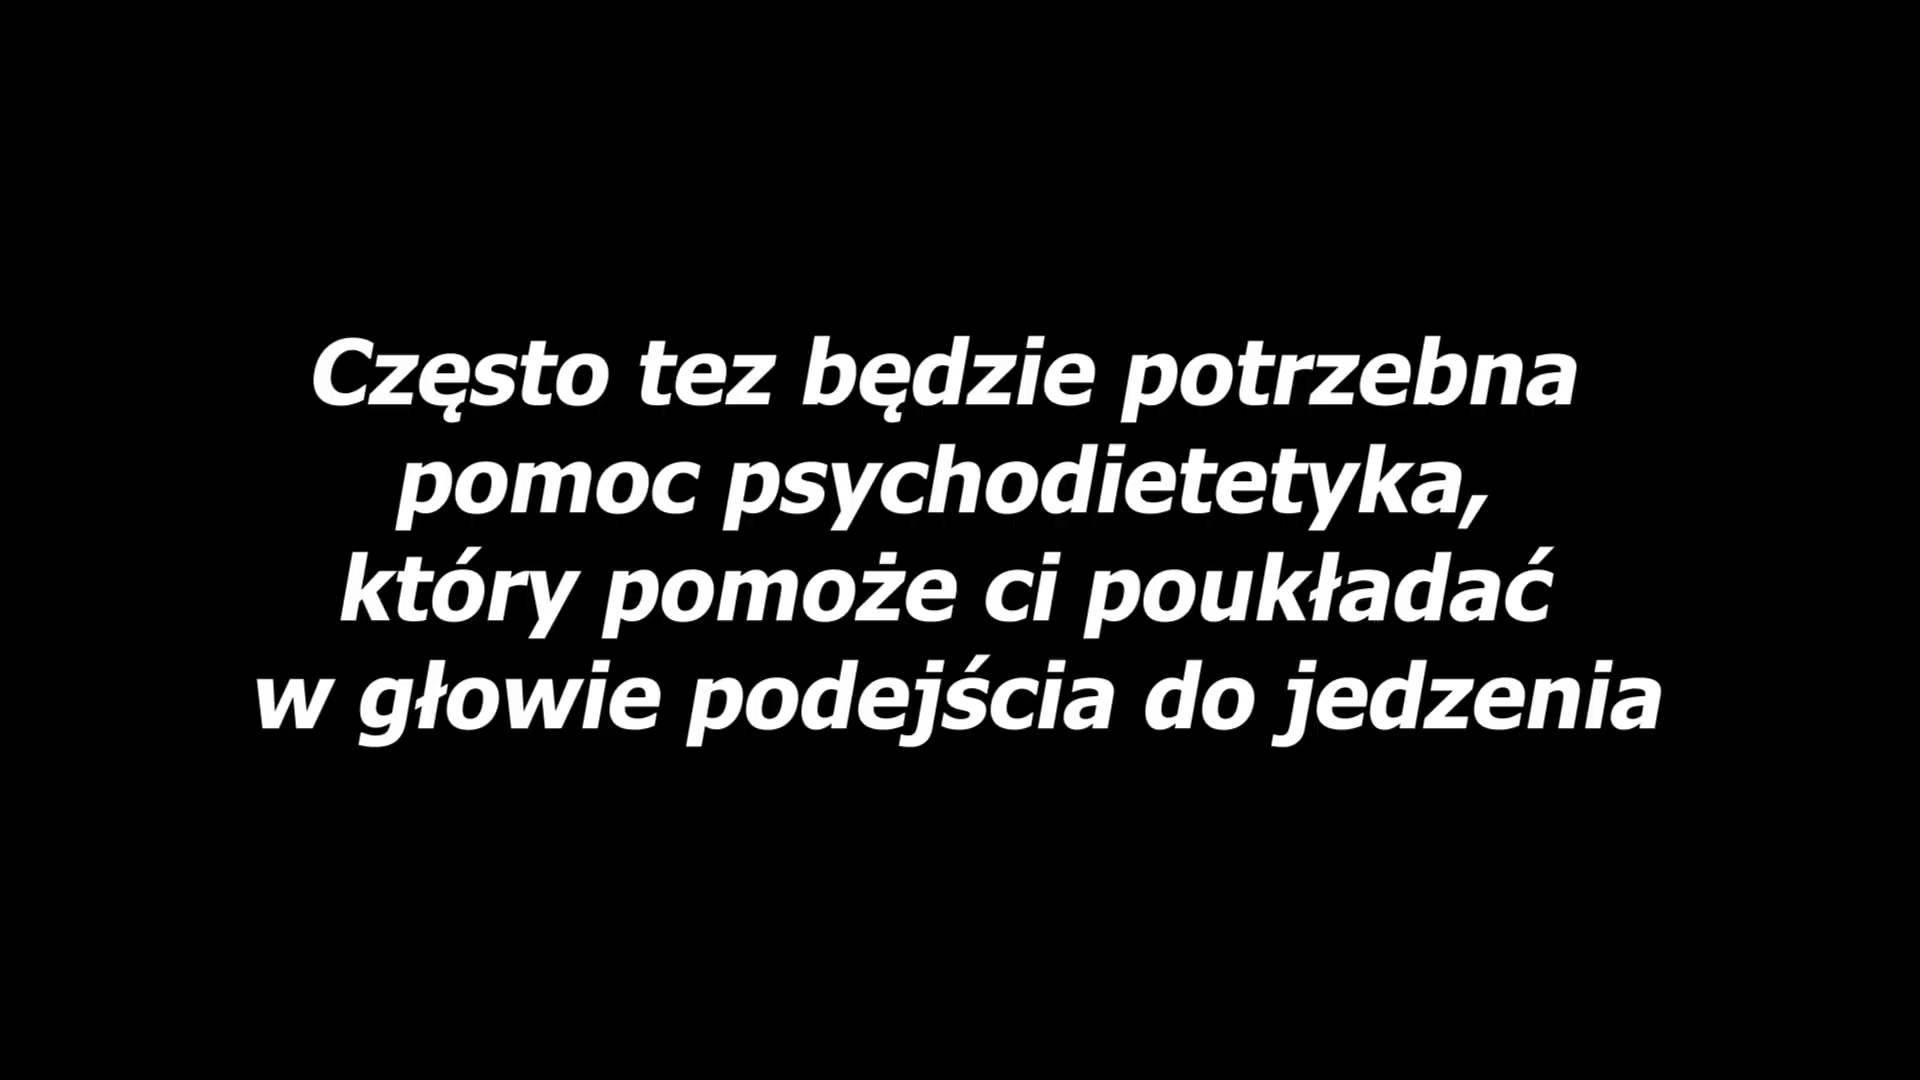 Często tez będzie potrzebna
pomoc psychodietetyka,
który pomoże ci poukładać
w głowie podejścia do jedzenia